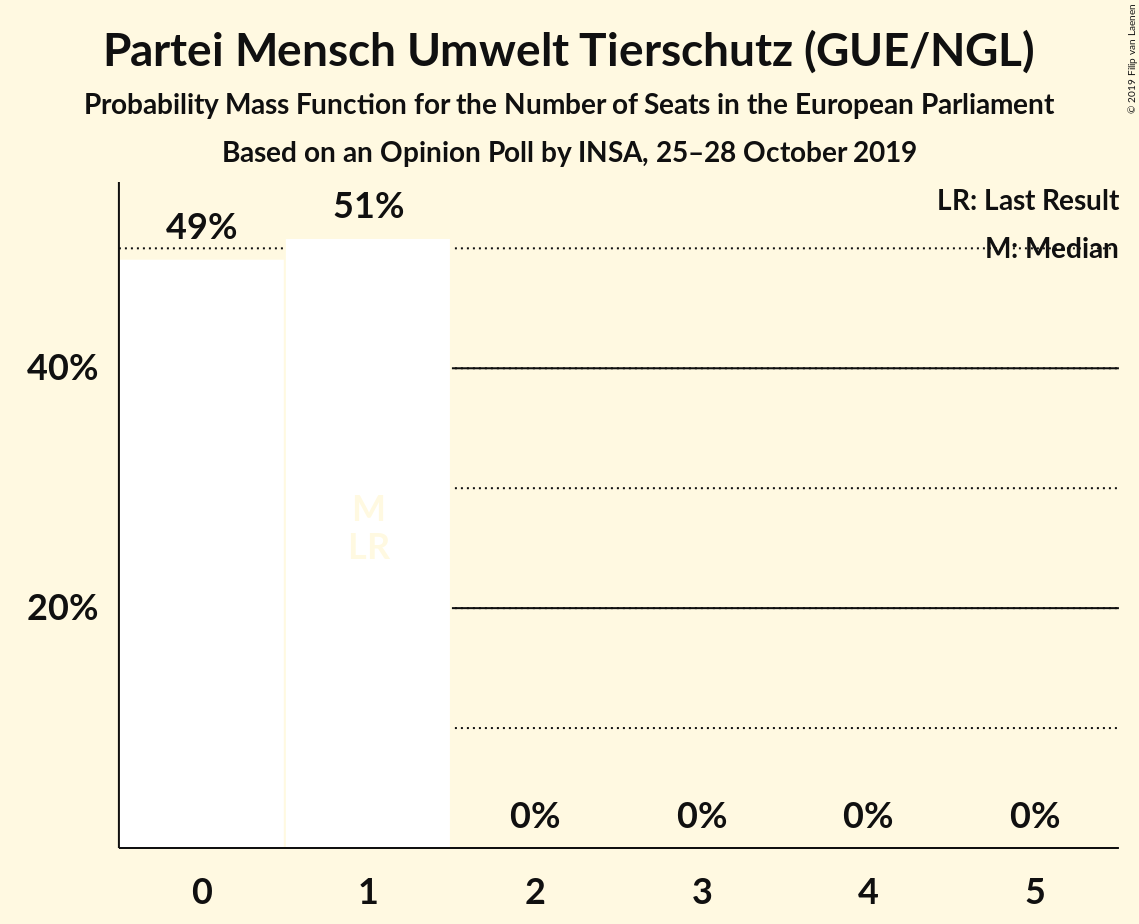 Partei Mensch Umwelt Tierschutz (GUE/NGL)
Probability Mass Function for the Number of Seats in the European Parliament
Based on an Opinion Poll by INSA, 25–28 October 2019
© 2019 Filip van Laenen
LR: Last Result
M: Median
49%
51%
40%
20%
M
LR
0%
0%
0%
0%
0
1
2
3
4
5